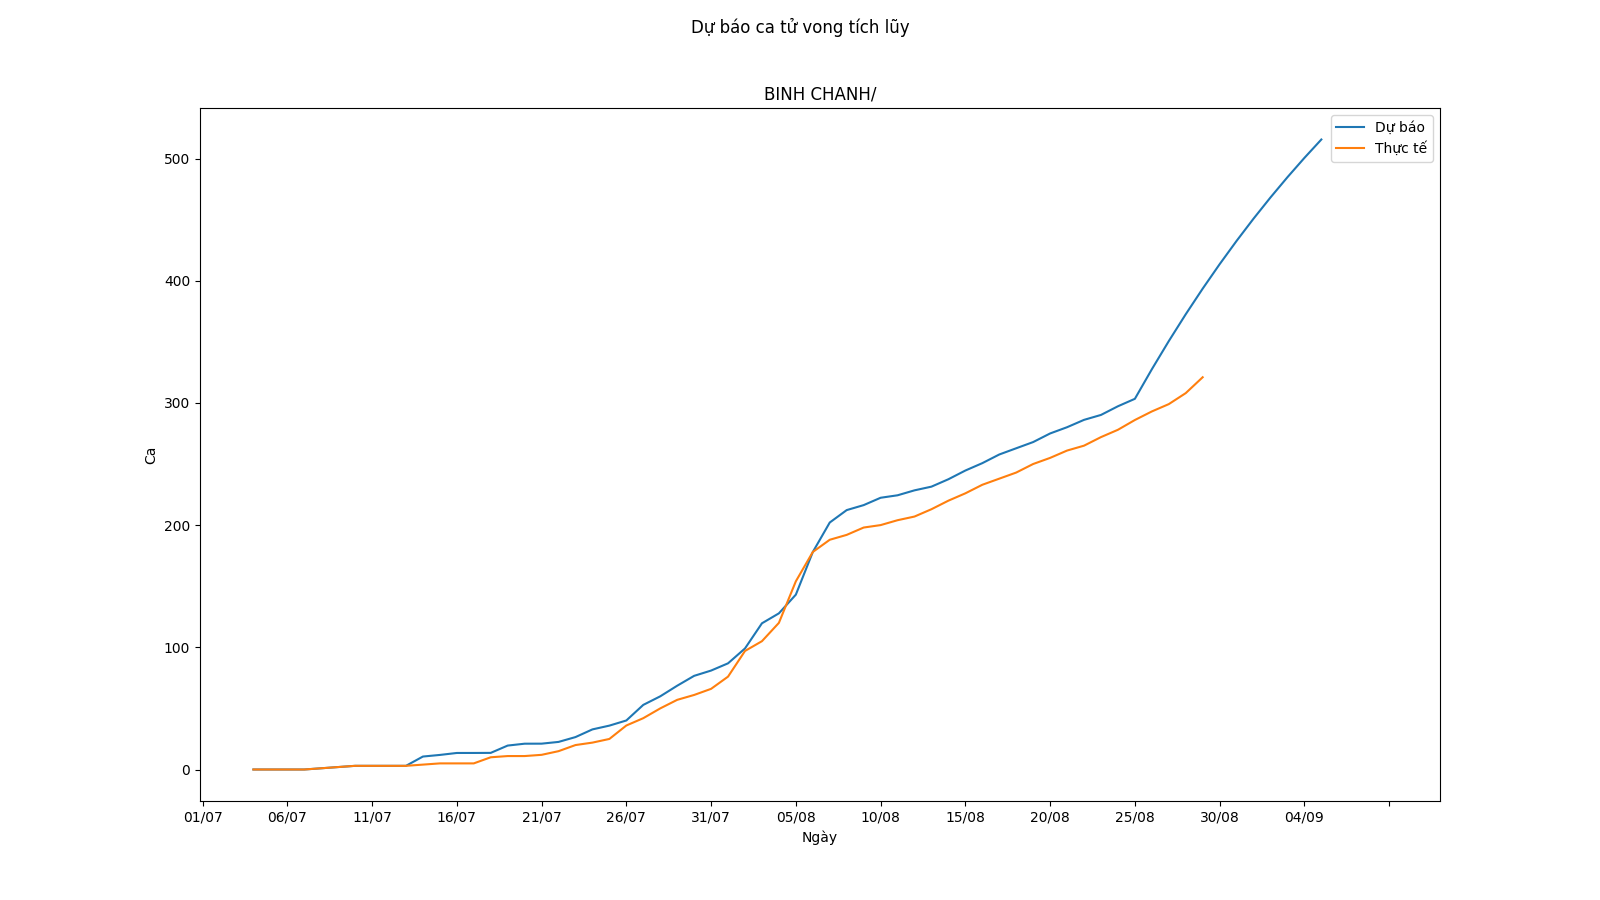 Dự báo ca tử vong tích lũy
BINH CHANH/
Dự báo
Thực tế
500
400
300
200
100
0
Ca
01/07 06/07 11/07 16/07 21/07 26/07 31/07 05/08 10/08 15/08 20/08 25/08 30/08 04/09
Ngày